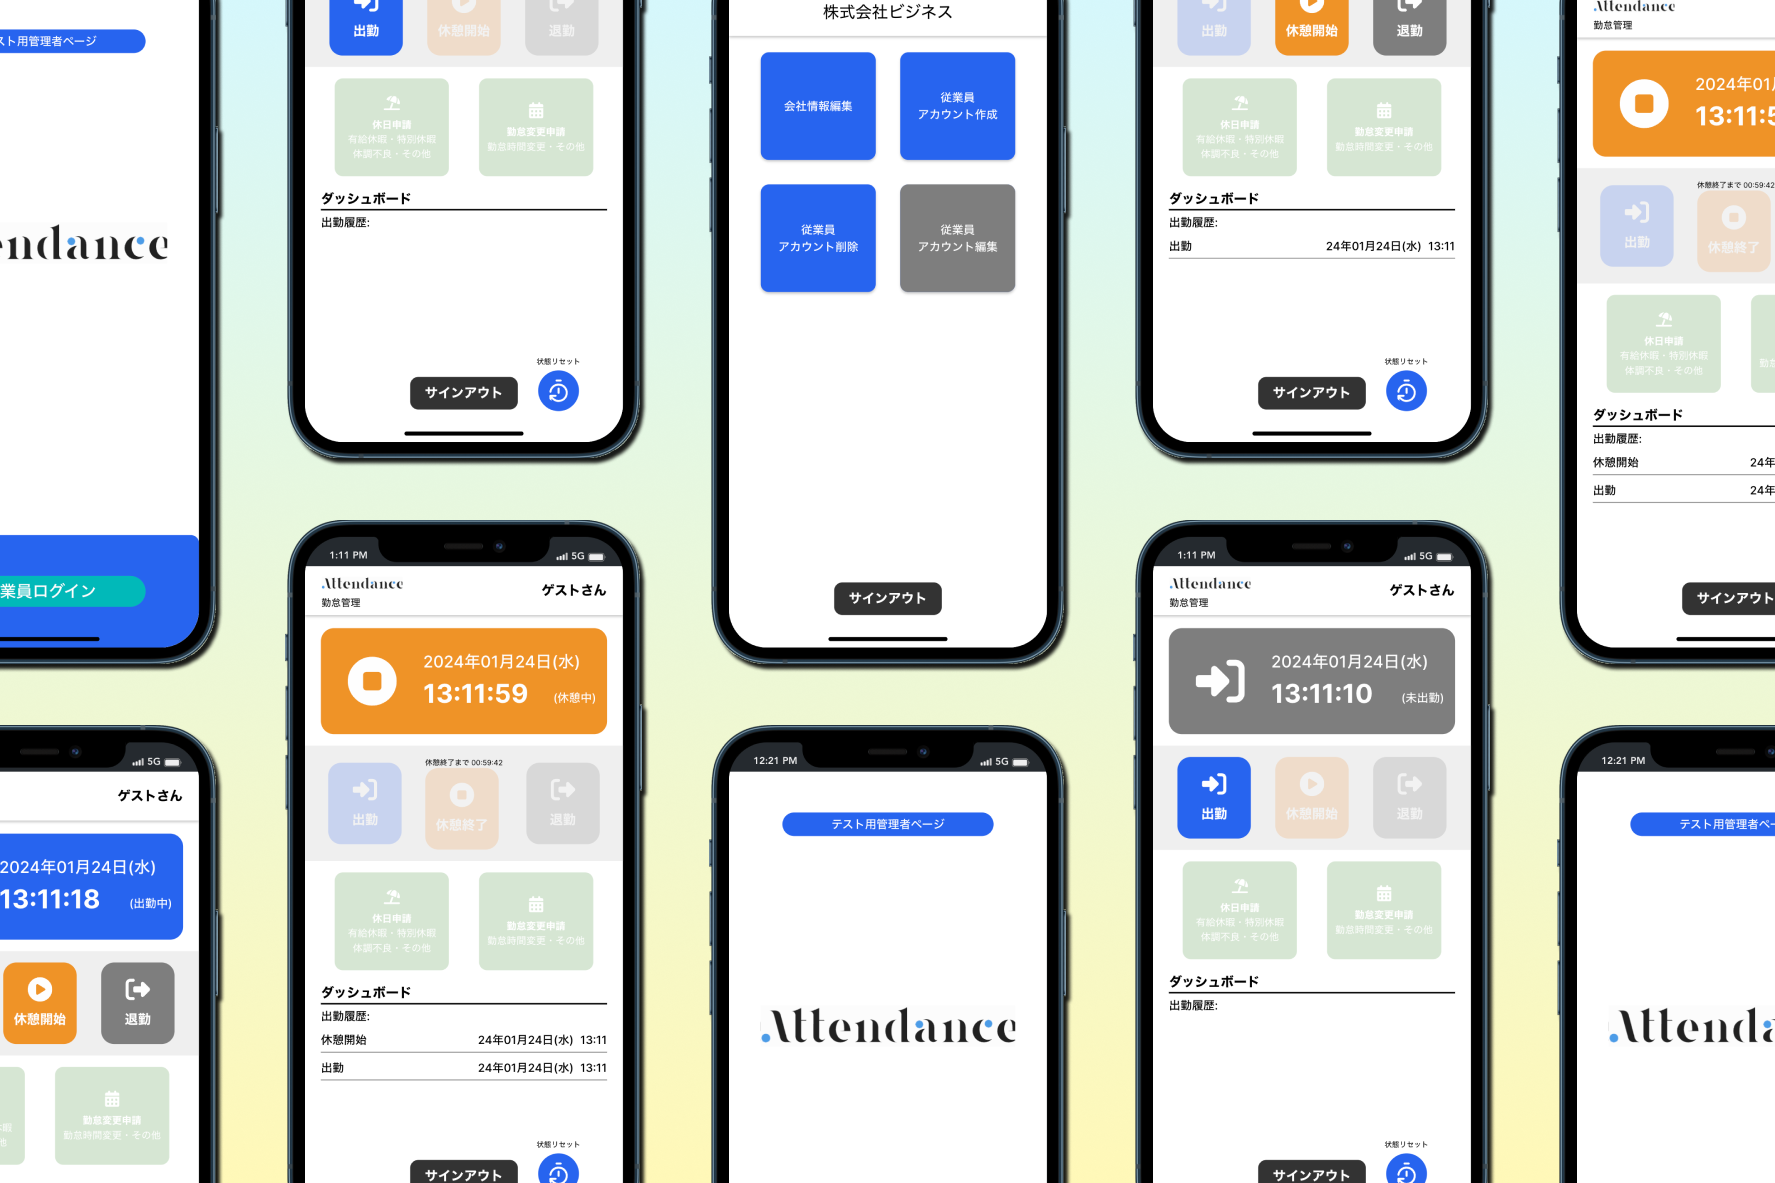 スト用管理者ページ
endance
業員ログイン
出勤
休憩開始
退勤
休日申請
有給休暇・特別休暇
体調不良・その他
勤怠変更申請
勤怠時間変更・その他
ダッシュボード
出勤履歴:
状態リセット
サインアウト
株式会社ビジネス
会社情報編集
従業員
アカウント作成
従業員
アカウント削除
従業員
アカウント編集
サインアウト
出勤
休憩開始
退勤
休日申請
有給休暇・特別休暇
体調不良・その他
勤怠変更申請
勤怠時間変更・その他
ダッシュボード
出勤履歴:
出勤 24年01月24日(水) 13:11
状態リセット
サインアウト
Attendance
勤怠管理
2024年01月
13:11:5
休憩終了まで 00:59:42
出勤
休憩終了
休日申請
有給休暇・特別休暇
体調不良・その他
勤怠
ダッシュボード
出勤履歴:
休憩開始 24年
出勤 24年
サインアウト
5G
ゲストさん
2024年01月24日(水)
13:11:18 (出勤中)
休憩開始
退勤
暇
他
勤怠変更申請
勤怠時間変更・その他
1:11 PM 5G
Attendance
勤怠管理
ゲストさん
2024年01月24日(水)
13:11:59 (休憩中)
休憩終了まで 00:59:42
出勤
休憩終了
退勤
休日申請
有給休暇・特別休暇
体調不良・その他
勤怠変更申請
勤怠時間変更・その他
ダッシュボード
出勤履歴:
休憩開始 24年01月24日(水) 13:11
出勤 24年01月24日(水) 13:11
状態リセット
サインアウト
12:21 PM 5G
テスト用管理者ページ
Attendance
1:11 PM 5G
Attendance
勤怠管理
ゲストさん
2024年01月24日(水)
13:11:10 (未出勤)
出勤
休憩開始
退勤
休日申請
有給休暇・特別休暇
体調不良・その他
勤怠変更申請
勤怠時間変更・その他
ダッシュボード
出勤履歴:
状態リセット
サインアウト
12:21 PM
テスト用管理者ペー
Attenda